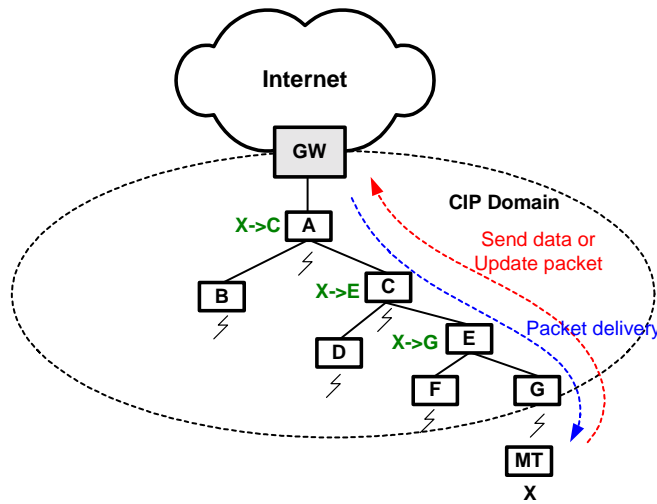 Internet
GW
CIP Domain
X->C
A
Send data or
Update packet
B
X->E
C
Packet delivery
D
X->G
E
F
G
MT
X